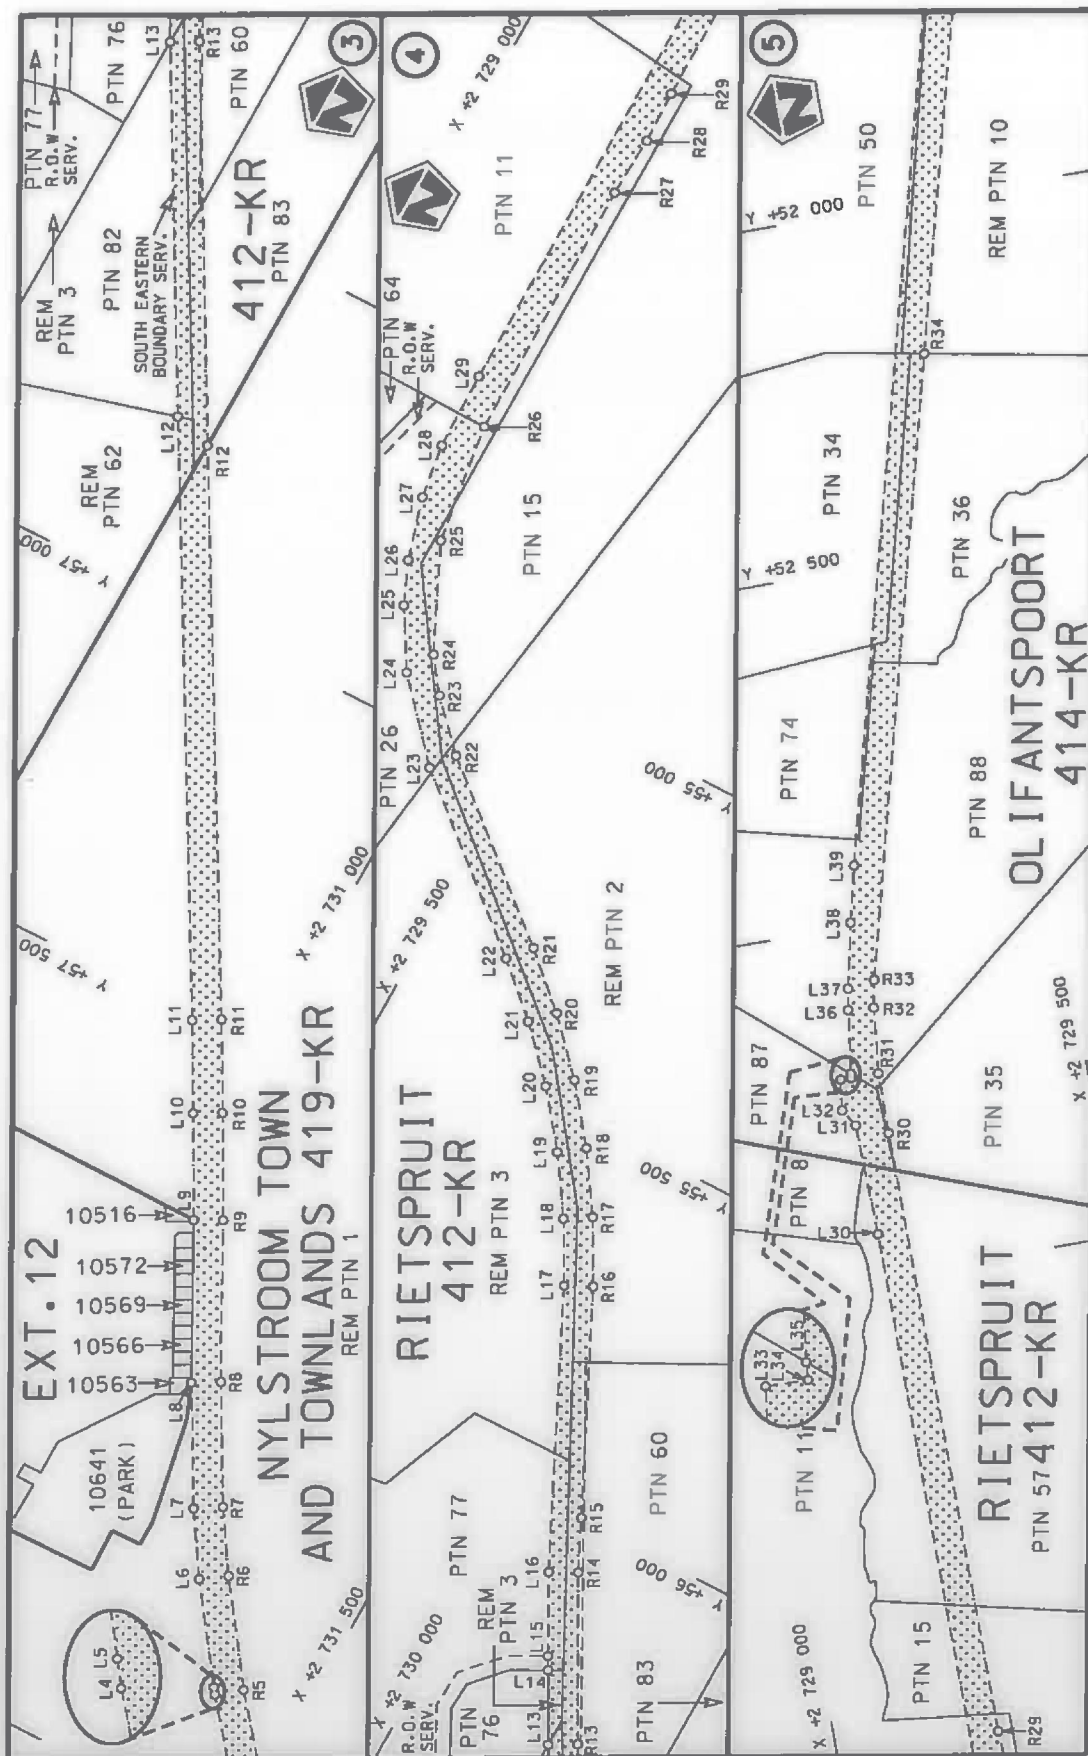 3
EXT. 12
10516
10572
10569
10566
10563
10641
(PARK)
NYLSTROOM TOWN
AND TOWNLANDS 419-KR
REM PTN 1
L4
L5
L6
L7
L8
L9
L10
L11
L12
L13
R5
R6
R7
R8
R9
R10
R11
R12
R13
Y +57 500
Y +57 000
X +2 731 500
X +2 731 000
REM
PTN 62
REM
PTN 3
PTN 82
SOUTH EASTERN
BOUNDARY SERV.
PTN 77
R.O.W
SERV.
PTN 76
PTN 60
412-KR
PTN 83
N
4
RIETSPRUIT
412-KR
REM PTN 3
R.O.W
SERV.
X +2 730 000
PTN
76
REM
PTN 3
PTN 77
PTN 83
PTN 60
Y +56 000
L13
L14
L15
L16
L17
L18
L19
L20
L21
L22
L23
L24
L25
L26
L27
L28
L29
R13
R14
R15
R16
R17
R18
R19
R20
R21
R22
R23
R24
R25
R26
R27
R28
R29
X +2 729 500
Y +55 500
Y +55 000
REM PTN 2
PTN 26
PTN 15
PTN 64
R.O.W
SERV.
PTN 11
X +2 729 000
N
5
RIETSPRUIT
412-KR
PTN 57
X +2 729 000
PTN 15
PTN 11
PTN 8
PTN 87
PTN 35
X +2 729 500
R29
L30
L31
L32
L33
L34
L35
L36
L37
L38
L39
R30
R31
R32
R33
R34
OLIFANTSPOORT
414-KR
PTN 88
PTN 74
PTN 36
PTN 34
Y +52 500
Y +52 000
PTN 50
REM PTN 10
N